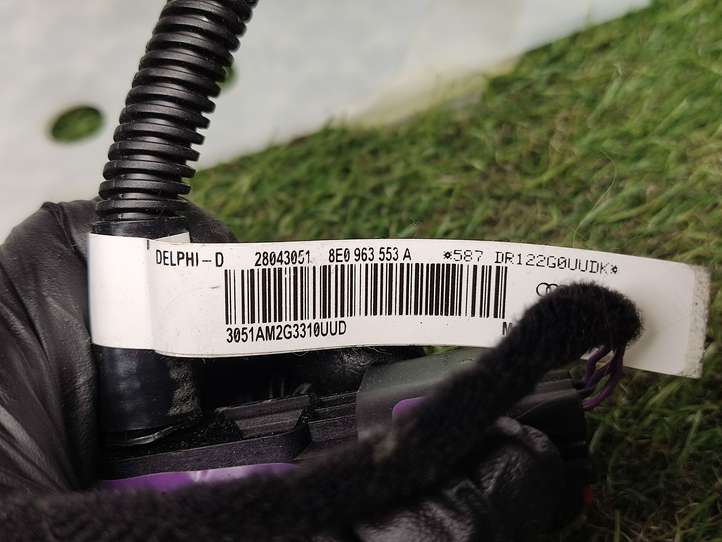 DELPHI-D 28043051 8E0 963 553 A *587 DR122G0UUDK*
3051AM2G3310UUD M